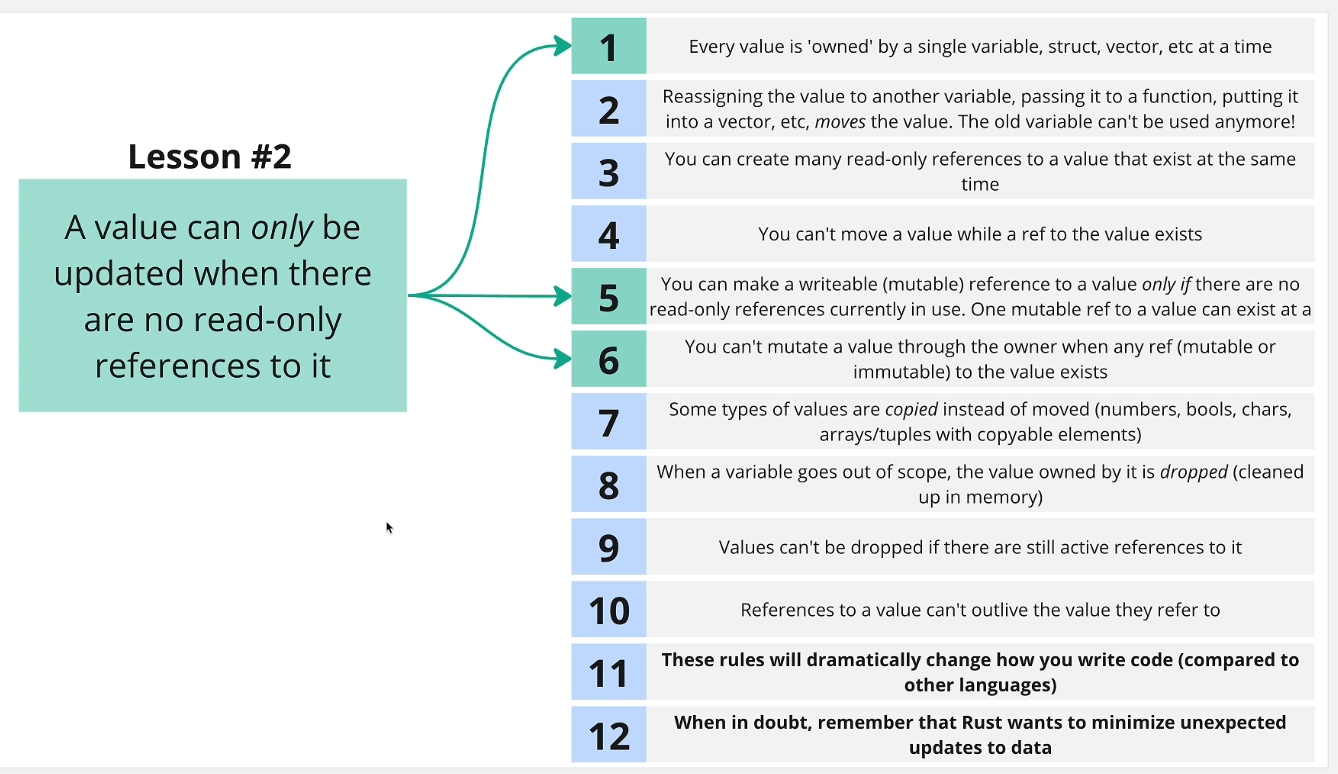 Lesson #2
A value can only be
updated when there
are no read-only
references to it
1
Every value is 'owned' by a single variable, struct, vector, etc at a time
2
Reassigning the value to another variable, passing it to a function, putting it
into a vector, etc, moves the value. The old variable can't be used anymore!
3
You can create many read-only references to a value that exist at the same
time
4
You can't move a value while a ref to the value exists
5
You can make a writeable (mutable) reference to a value only if there are no
read-only references currently in use. One mutable ref to a value can exist at a
6
You can't mutate a value through the owner when any ref (mutable or
immutable) to the value exists
7
Some types of values are copied instead of moved (numbers, bools, chars,
arrays/tuples with copyable elements)
8
When a variable goes out of scope, the value owned by it is dropped (cleaned
up in memory)
9
Values can't be dropped if there are still active references to it
10
References to a value can't outlive the value they refer to
11
These rules will dramatically change how you write code (compared to
other languages)
12
When in doubt, remember that Rust wants to minimize unexpected
updates to data